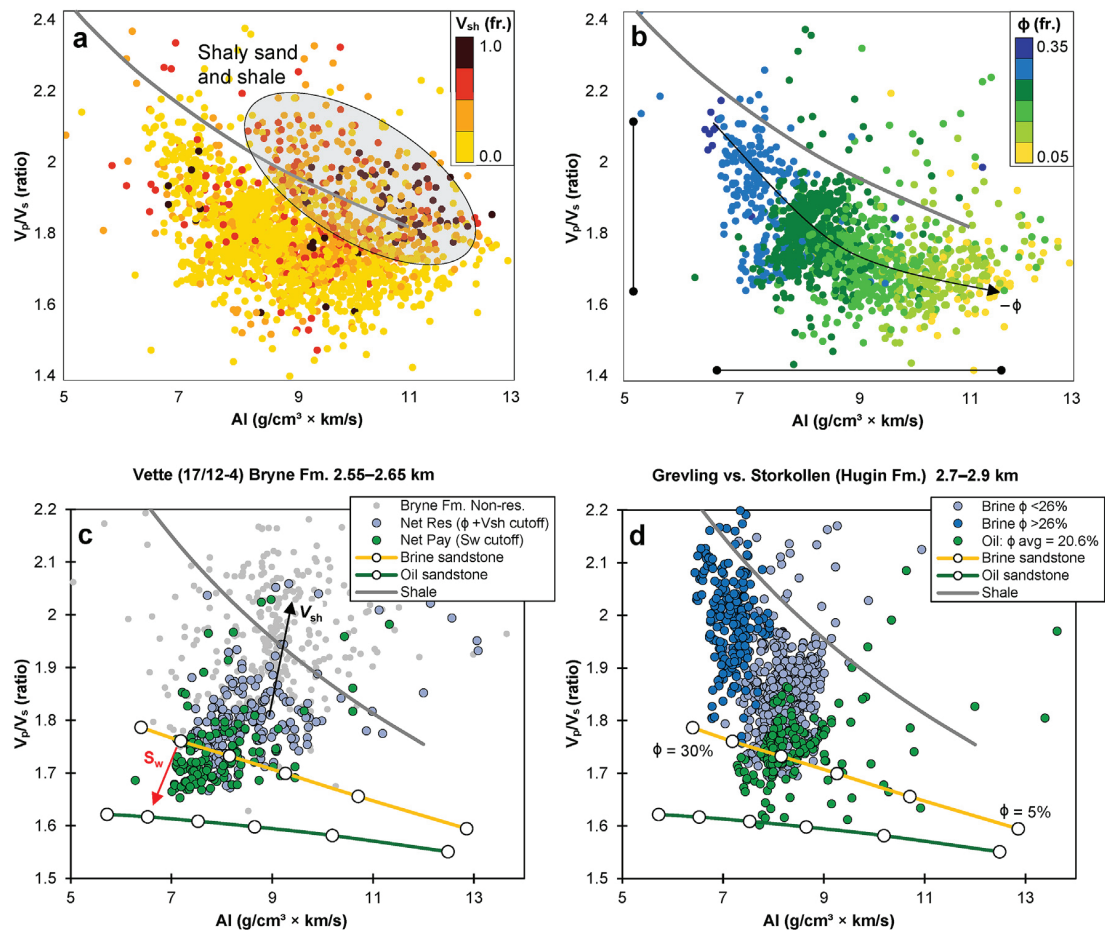 a
Shaly sand
and shale
Vsh (fr.)
1.0
0.0
2.4
2.2
2
1.8
1.6
1.4
Vp/Vs (ratio)
5
7
9
11
13
AI (g/cm³ × km/s)
b
ϕ (fr.)
0.35
0.05
−ϕ
2.4
2.2
2
1.8
1.6
1.4
Vp/Vs (ratio)
5
7
9
11
13
AI (g/cm³ × km/s)
Vette (17/12-4) Bryne Fm. 2.55–2.65 km
c
Bryne Fm. Non-res.
Net Res (ϕ +Vsh cutoff)
Net Pay (Sw cutoff)
Brine sandstone
Oil sandstone
Shale
Vsh
Sw
2.2
2.1
2.0
1.9
1.8
1.7
1.6
1.5
Vp/Vs (ratio)
5
7
9
11
13
AI (g/cm³ × km/s)
Grevling vs. Storkollen (Hugin Fm.) 2.7–2.9 km
d
Brine ϕ <26%
Brine ϕ >26%
Oil: ϕ avg = 20.6%
Brine sandstone
Oil sandstone
Shale
ϕ = 30%
ϕ = 5%
2.2
2.1
2.0
1.9
1.8
1.7
1.6
1.5
Vp/Vs (ratio)
5
7
9
11
13
AI (g/cm³ × km/s)